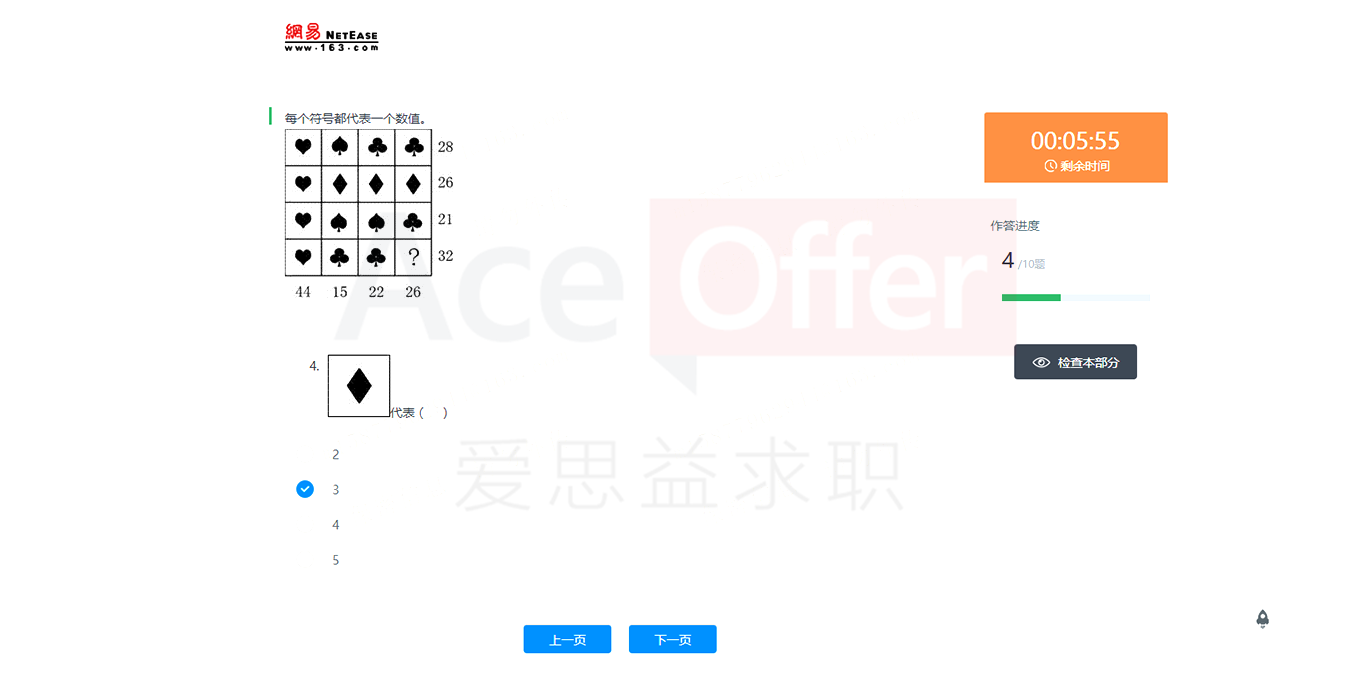 網易 NETEASE
www.163.com
每个符号都代表一个数值。
28
26
21
? 32
44 15 22 26
4. 代表 ( )
2
3
4
5
上一页 下一页
00:05:55
剩余时间
作答进度
4 /10题
检查本部分
Ace Offer
爱思益求职